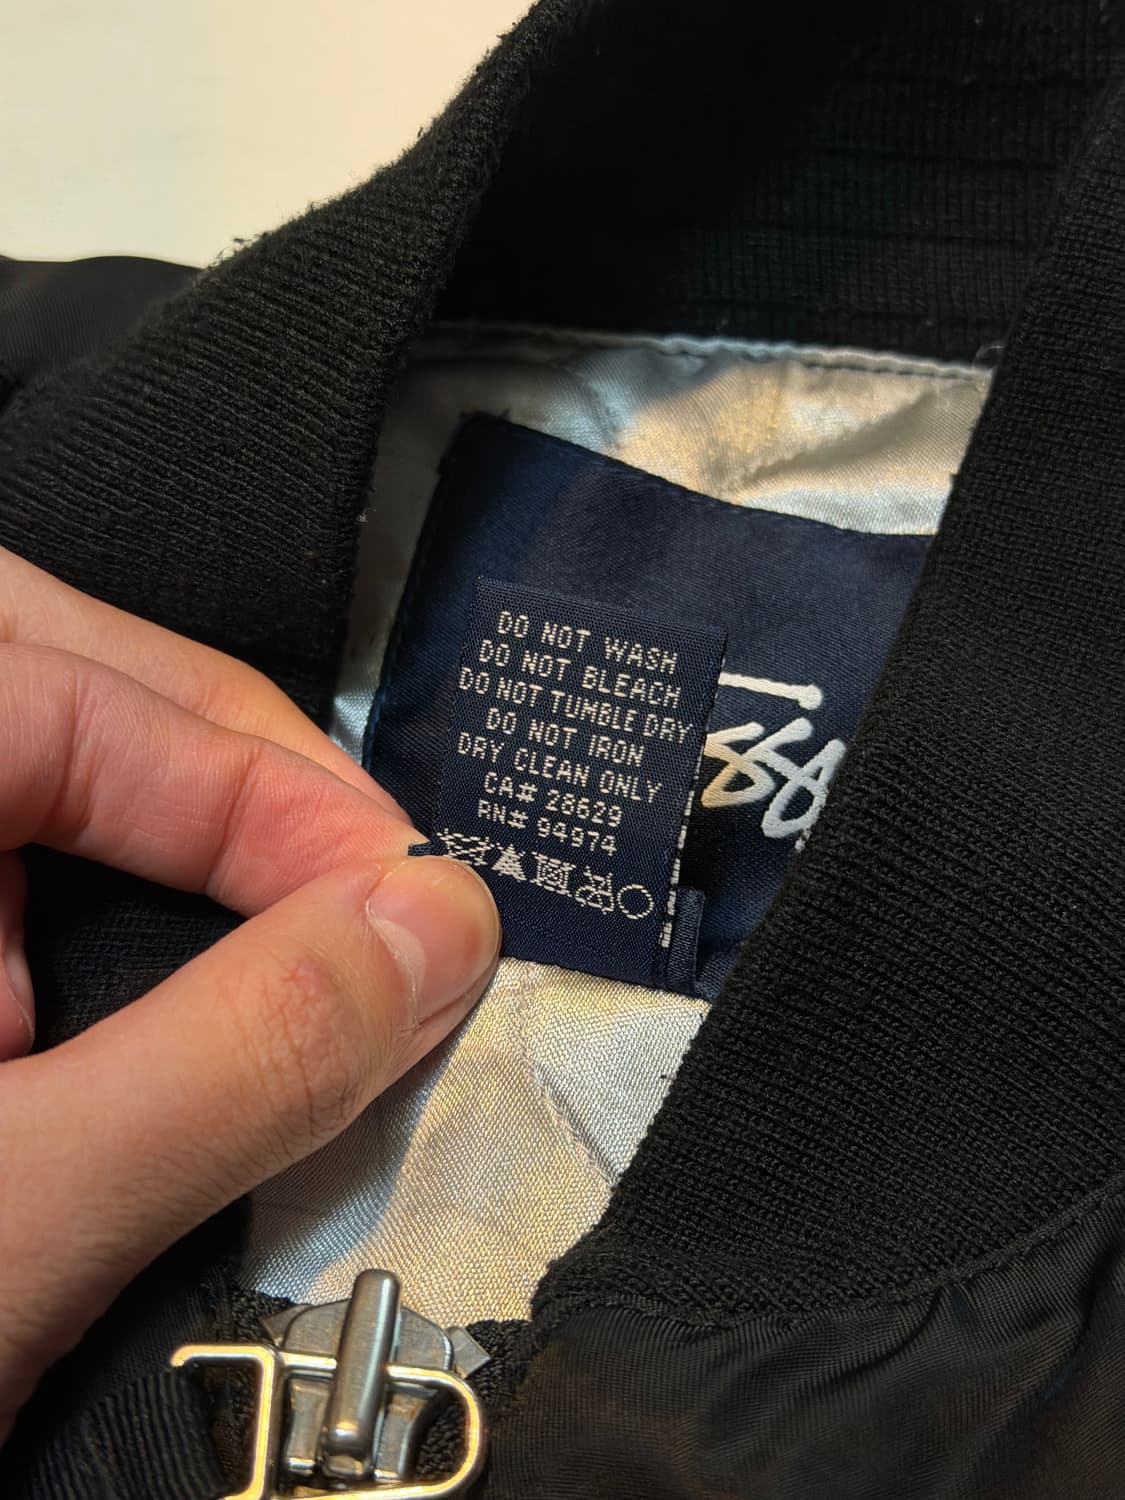 DO NOT WASH
DO NOT BLEACH
DO NOT TUMBLE DRY
DO NOT IRON
DRY CLEAN ONLY
CA# 28629
RN# 94974